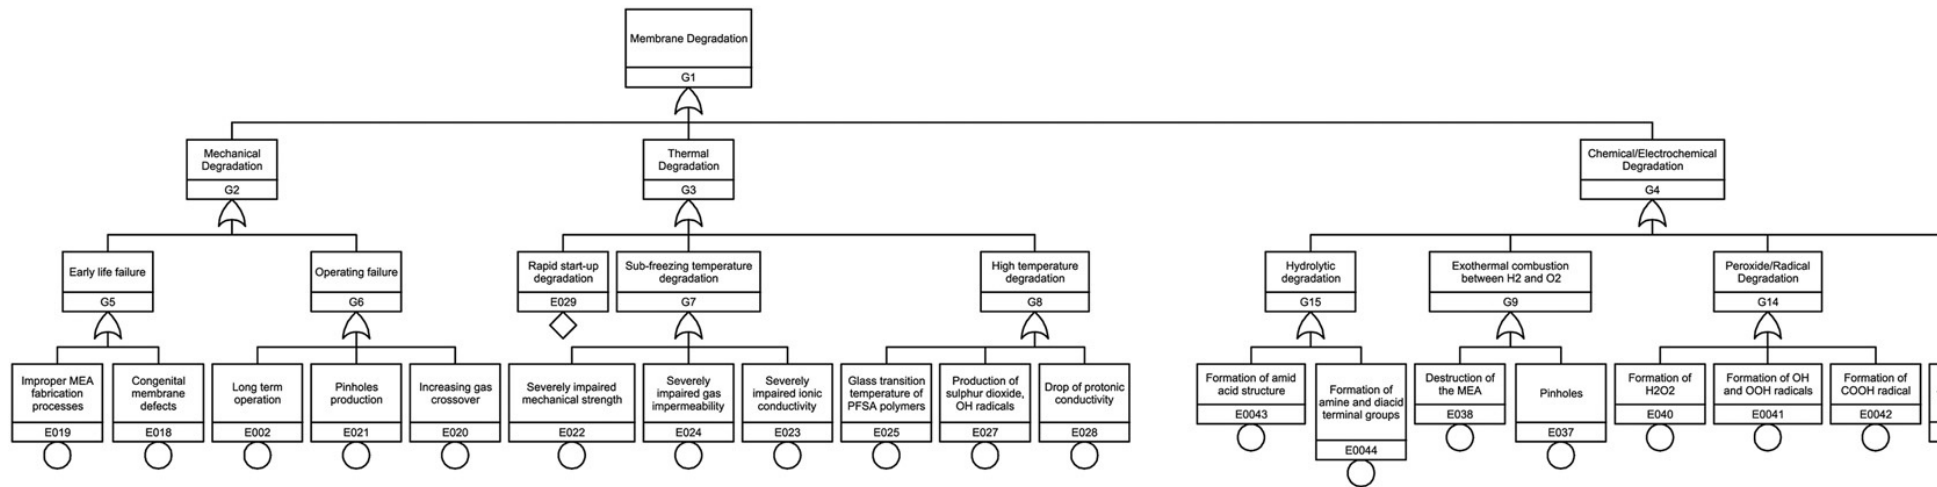 Membrane Degradation
G1
Mechanical
Degradation
G2
Thermal
Degradation
G3
Chemical/Electrochemical
Degradation
G4
Early life failure
G5
Operating failure
G6
Rapid start-up
degradation
E029
Sub-freezing temperature
degradation
G7
High temperature
degradation
G8
Hydrolytic
degradation
G15
Exothermal combustion
between H2 and O2
G9
Peroxide/Radical
Degradation
G14
Improper MEA
fabrication
processes
E019
Congenital
membrane
defects
E018
Long term
operation
E002
Pinholes
production
E021
Increasing gas
crossover
E020
Severely impaired
mechanical strength
E022
Severely
impaired gas
impermeability
E024
Severely
impaired ionic
conductivity
E023
Glass transition
temperature of
PFSA polymers
E025
Production of
sulphur dioxide,
OH radicals
E027
Drop of protonic
conductivity
E028
Formation of amid
acid structure
E0043
Formation of
amine and diacid
terminal groups
E0044
Destruction of
the MEA
E038
Pinholes
E037
Formation of
H2O2
E040
Formation of OH
and OOH radicals
E0041
Formation of
COOH radical
E0042